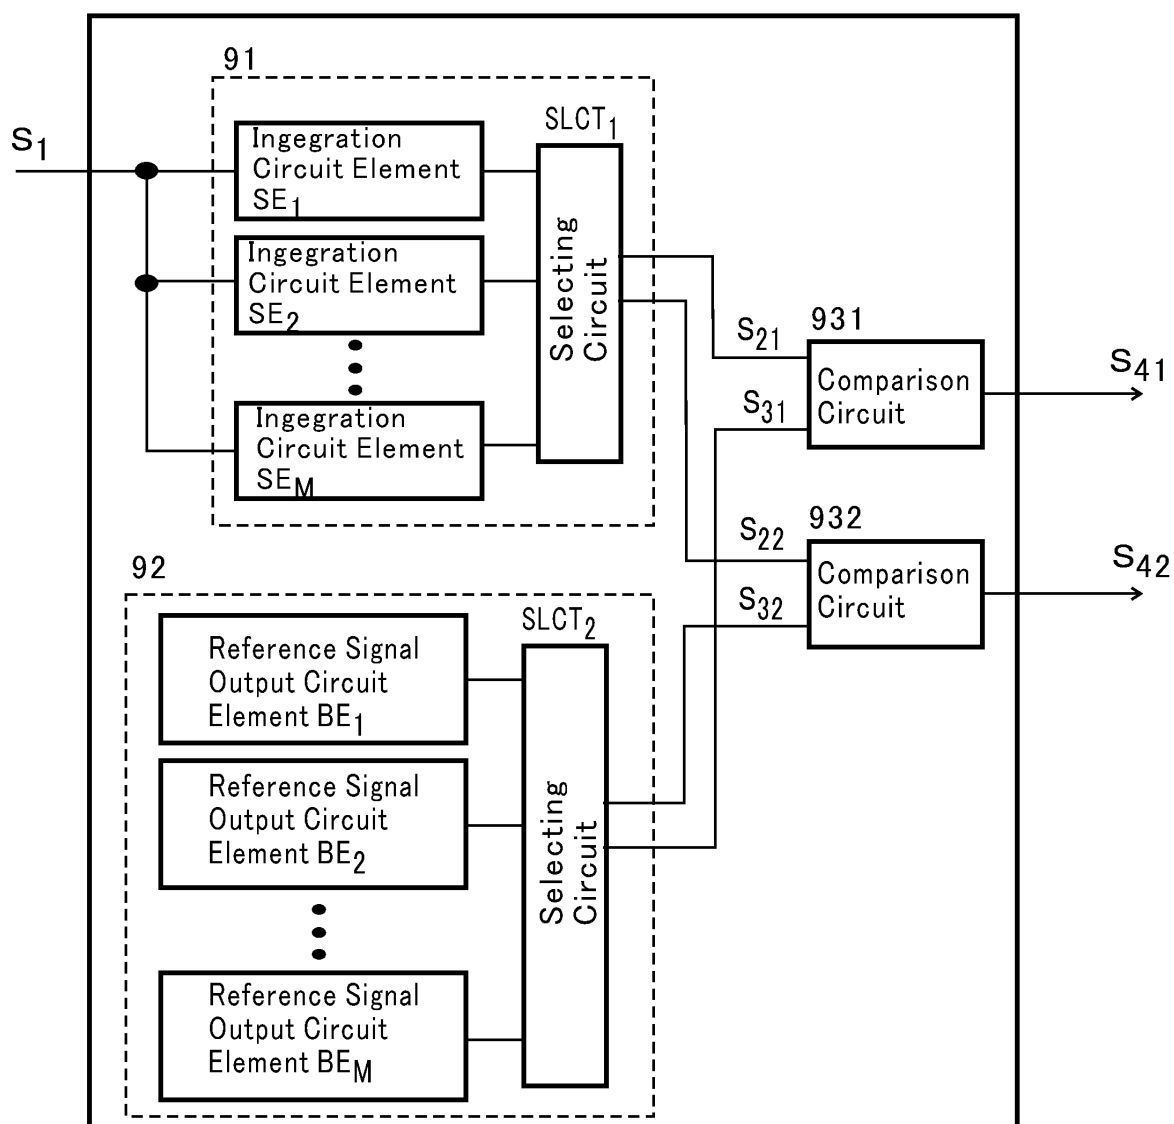 91
S1
SLCT1
Ingegration
Circuit Element
SE1
Ingegration
Circuit Element
SE2
Ingegration
Circuit Element
SEM
Selecting
Circuit
S21
S31
931
Comparison
Circuit
S41
S22
S32
932
Comparison
Circuit
S42
92
SLCT2
Reference Signal
Output Circuit
Element BE1
Reference Signal
Output Circuit
Element BE2
Reference Signal
Output Circuit
Element BEM
Selecting
Circuit